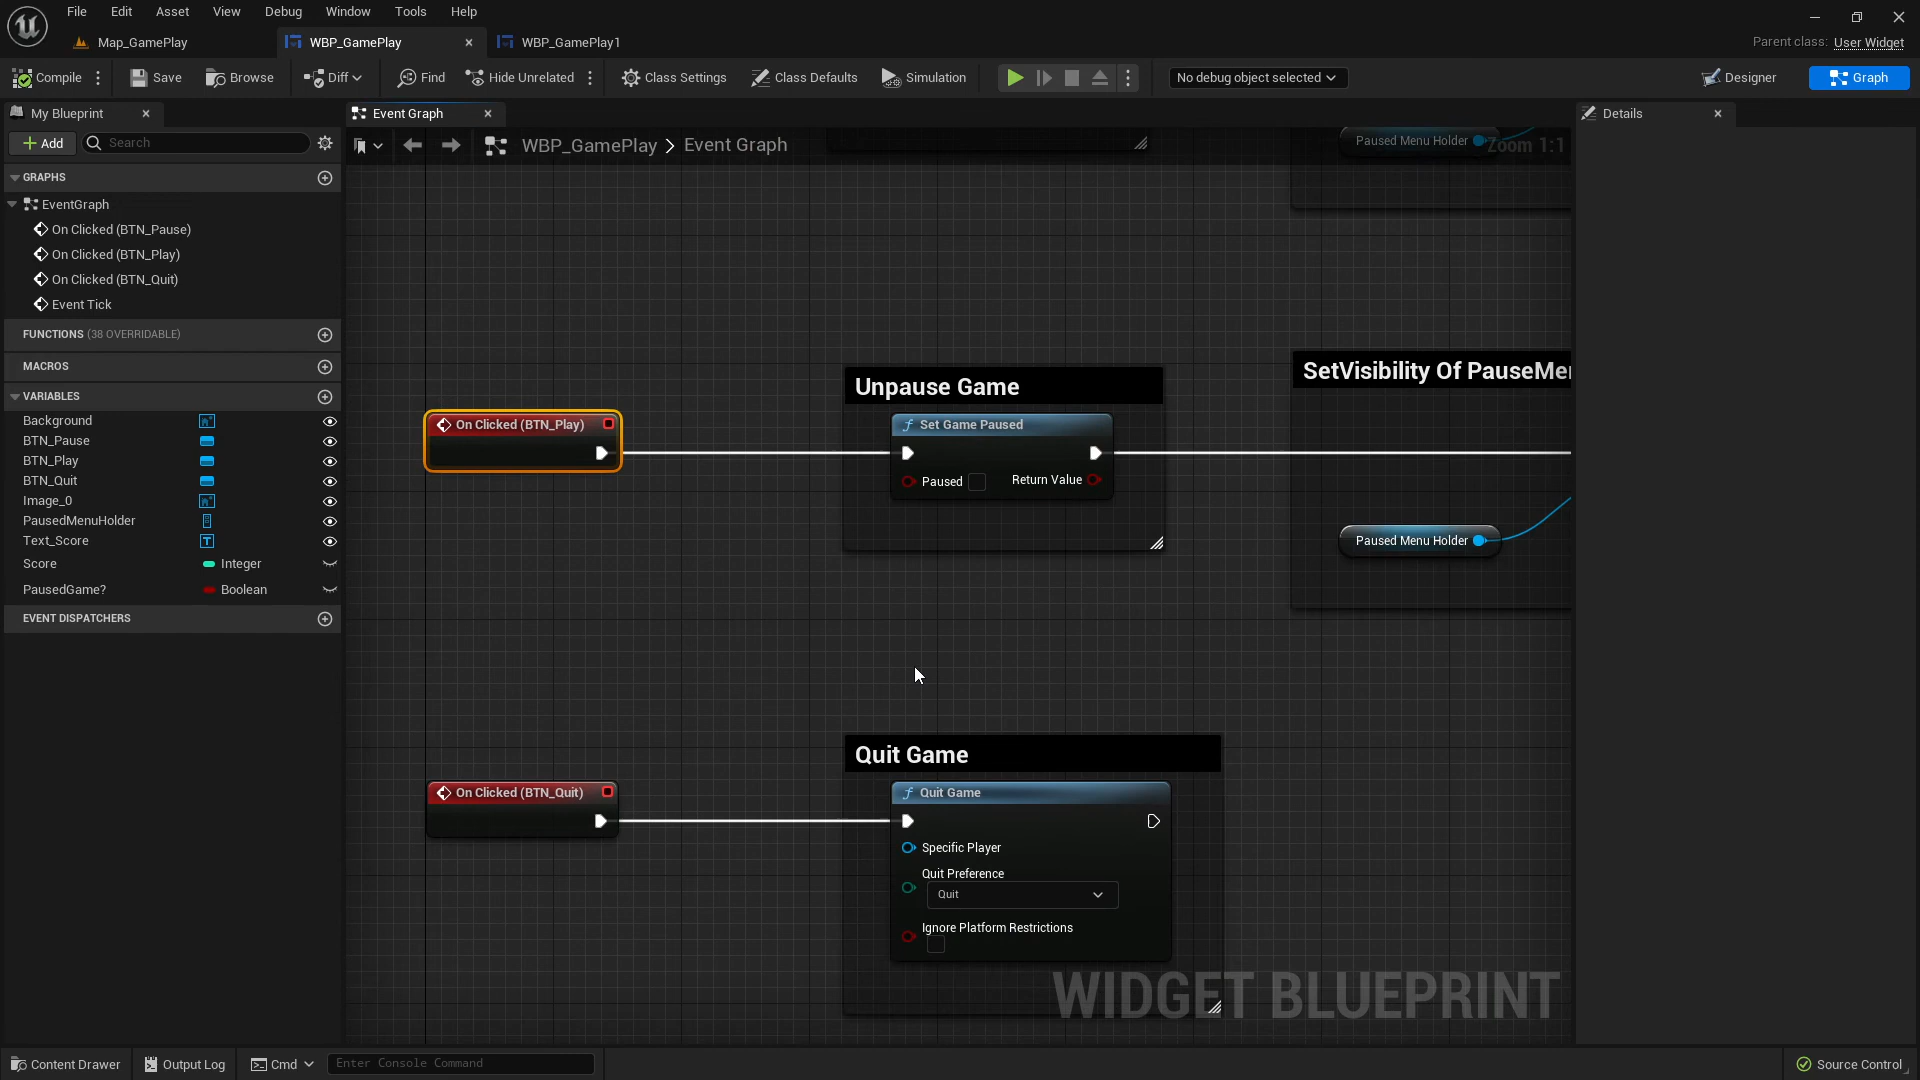 File Edit Asset View Debug Window Tools Help
Map_GamePlay WBP_GamePlay WBP_GamePlay1 Parent class: User Widget
Compile Save Browse Diff Find Hide Unrelated Class Settings Class Defaults Simulation No debug object selected Designer Graph
My Blueprint Event Graph Details
Add Search WBP_GamePlay > Event Graph Paused Menu Holder Zoom 1:1
GRAPHS
EventGraph
On Clicked (BTN_Pause)
On Clicked (BTN_Play)
On Clicked (BTN_Quit)
Event Tick
FUNCTIONS (38 OVERRIDABLE)
MACROS
VARIABLES
Background
BTN_Pause
BTN_Play
BTN_Quit
Image_0
PausedMenuHolder
Text_Score
Score Integer
PausedGame? Boolean
EVENT DISPATCHERS
On Clicked (BTN_Play)
Unpause Game
f Set Game Paused
Paused Return Value
SetVisibility Of PauseMe
Paused Menu Holder
On Clicked (BTN_Quit)
Quit Game
f Quit Game
Specific Player
Quit Preference
Quit
Ignore Platform Restrictions
WIDGET BLUEPRINT
Content Drawer Output Log Cmd Enter Console Command Source Control